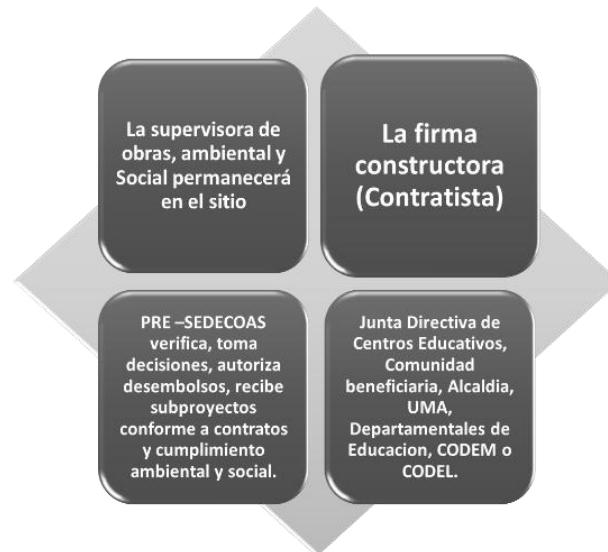 La supervisora de
obras, ambiental y
Social permanecerá
en el sitio
La firma
constructora
(Contratista)
PRE –SEDECOAS
verifica, toma
decisiones, autoriza
desembolsos, recibe
subproyectos
conforme a contratos
y cumplimiento
ambiental y social.
Junta Directiva de
Centros Educativos,
Comunidad
beneficiaria, Alcaldia,
UMA,
Departamentales de
Educacion, CODEM o
CODEL.